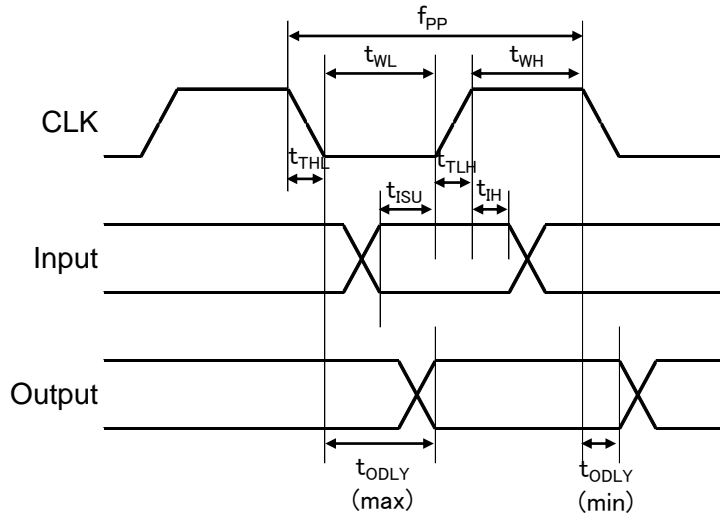 fPP
tWL
tWH
CLK
tTHL
tTLH
tISU
tIH
Input
Output
tODLY
(max)
tODLY
(min)